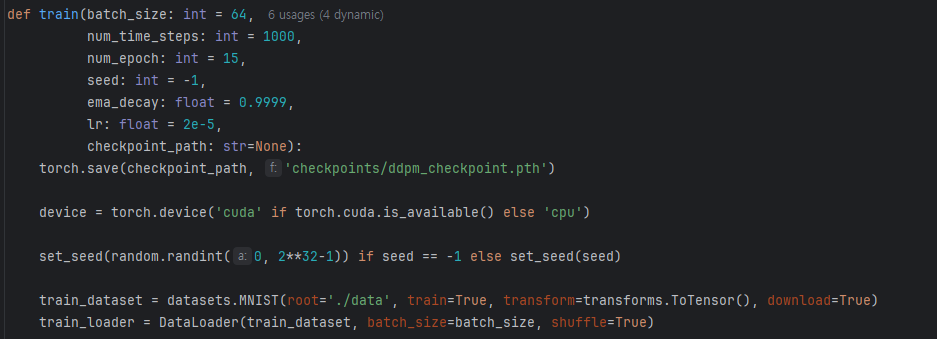 def train(batch_size: int = 64, 6 usages (4 dynamic)
num_time_steps: int = 1000,
num_epoch: int = 15,
seed: int = -1,
ema_decay: float = 0.9999,
lr: float = 2e-5,
checkpoint_path: str=None):
torch.save(checkpoint_path, f: 'checkpoints/ddpm_checkpoint.pth')
device = torch.device('cuda' if torch.cuda.is_available() else 'cpu')
set_seed(random.randint(a: 0, 2**32-1)) if seed == -1 else set_seed(seed)
train_dataset = datasets.MNIST(root='./data', train=True, transform=transforms.ToTensor(), download=True)
train_loader = DataLoader(train_dataset, batch_size=batch_size, shuffle=True)